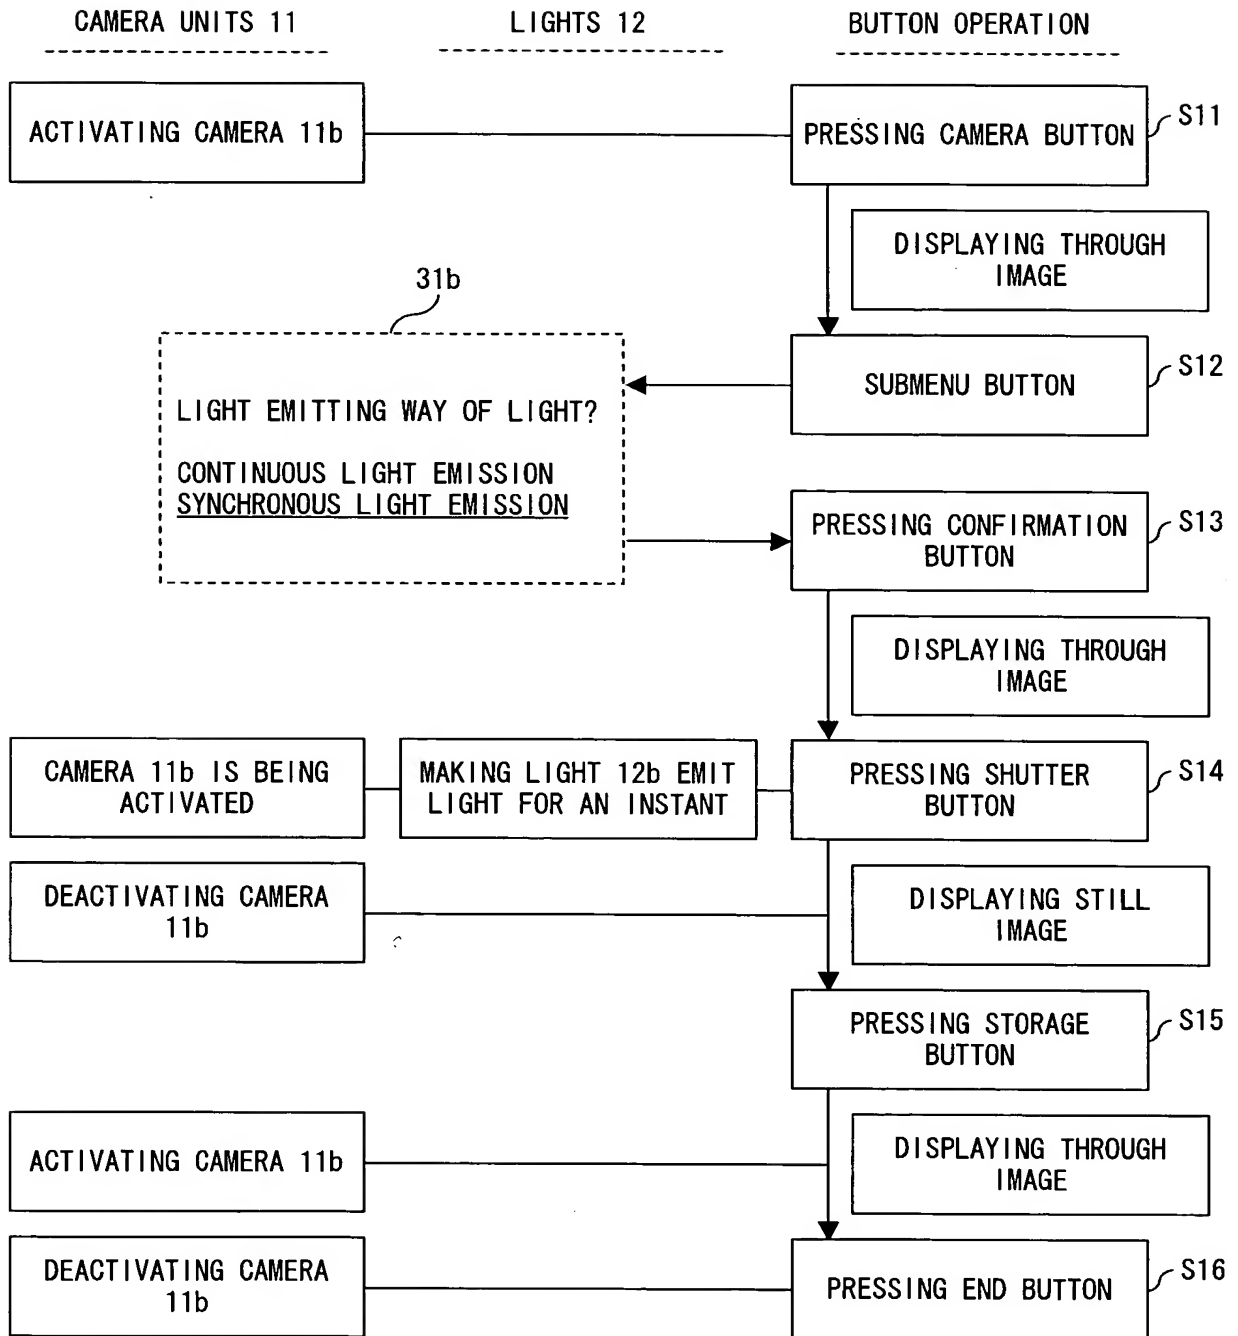 CAMERA UNITS 11
LIGHTS 12
BUTTON OPERATION
ACTIVATING CAMERA 11b
PRESSING CAMERA BUTTON
S11
DISPLAYING THROUGH
IMAGE
31b
SUBMENU BUTTON
S12
LIGHT EMITTING WAY OF LIGHT?
CONTINUOUS LIGHT EMISSION
SYNCHRONOUS LIGHT EMISSION
PRESSING CONFIRMATION
BUTTON
S13
DISPLAYING THROUGH
IMAGE
CAMERA 11b IS BEING
ACTIVATED
MAKING LIGHT 12b EMIT
LIGHT FOR AN INSTANT
PRESSING SHUTTER
BUTTON
S14
DEACTIVATING CAMERA
11b
DISPLAYING STILL
IMAGE
PRESSING STORAGE
BUTTON
S15
ACTIVATING CAMERA 11b
DISPLAYING THROUGH
IMAGE
DEACTIVATING CAMERA
11b
PRESSING END BUTTON
S16